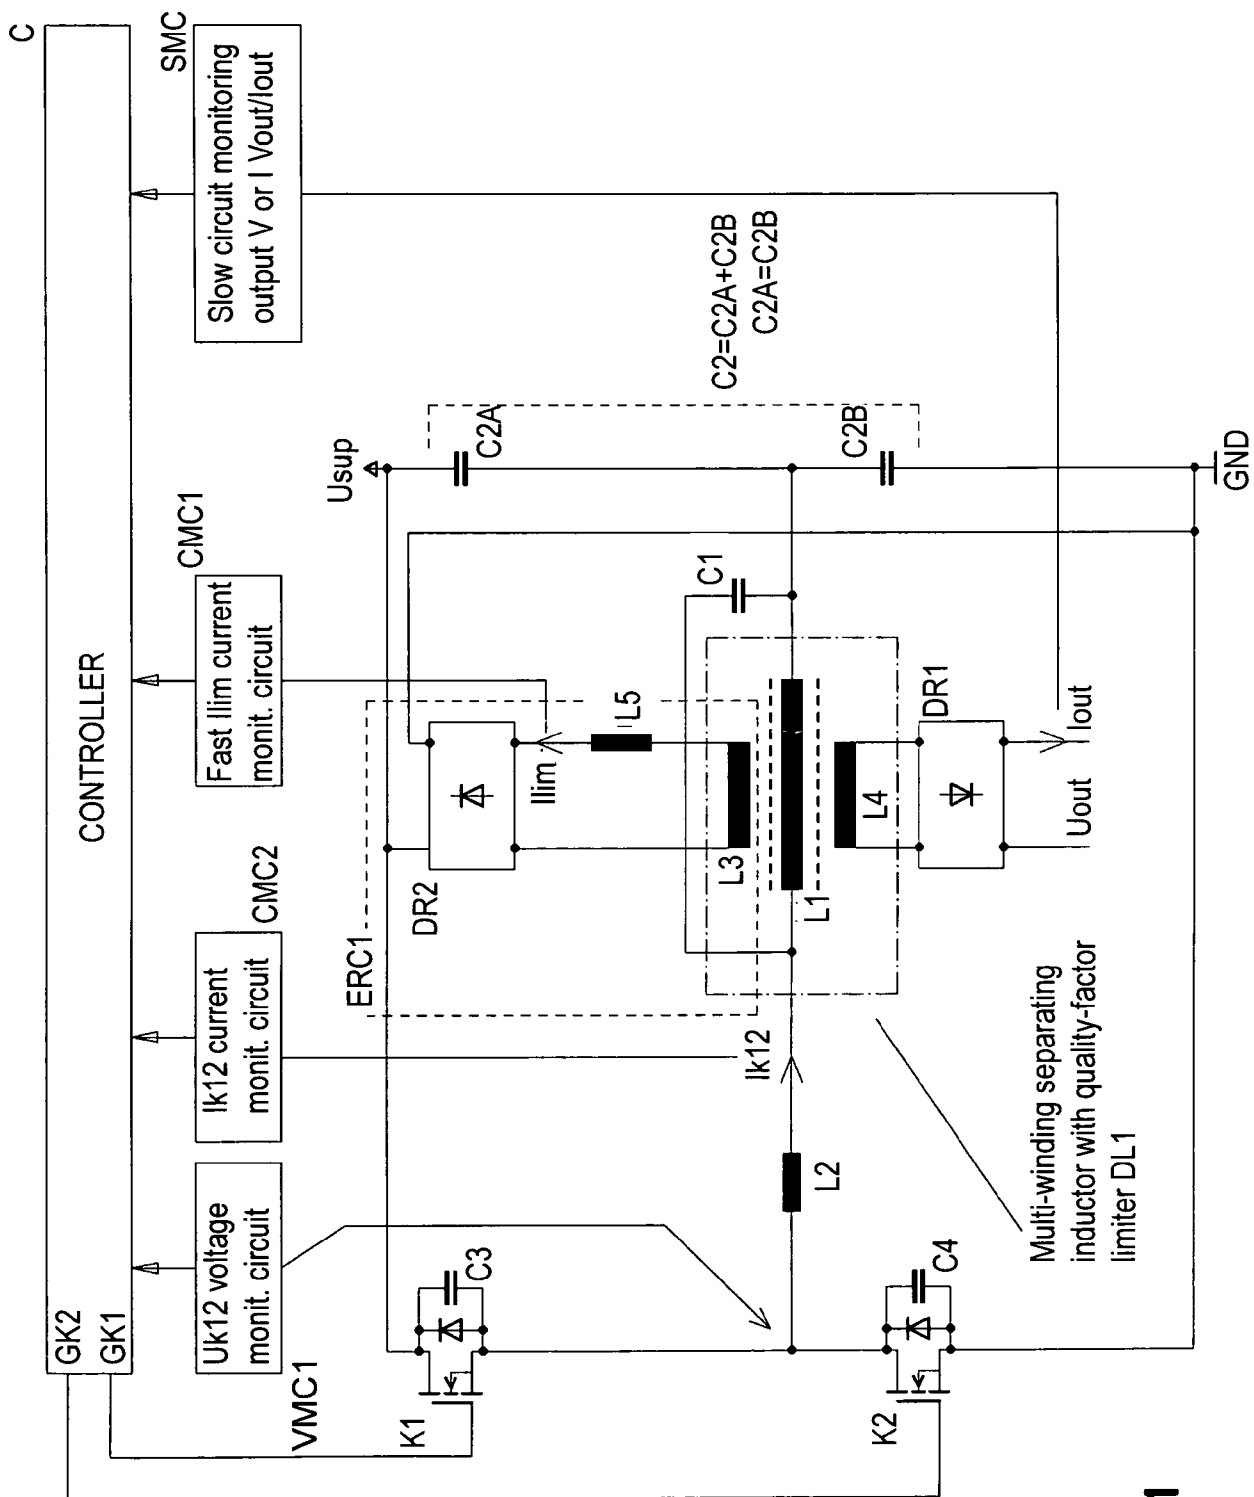 C
CONTROLLER
GK2
GK1
SMC
Slow circuit monitoring
output V or I Vout/Iout
CMC1
Fast Ilim current
monit. circuit
CMC2
Ik12 current
monit. circuit
Uk12 voltage
monit. circuit
VMC1
Usup
C2A
C2=C2A+C2B
C2A=C2B
C2B
GND
C1
L5
Ilim
DR2
ERC1
L3
L1
L4
DR1
Iout
Uout
Ik12
L2
C3
K1
C4
K2
Multi-winding separating
inductor with quality-factor
limiter DL1
1